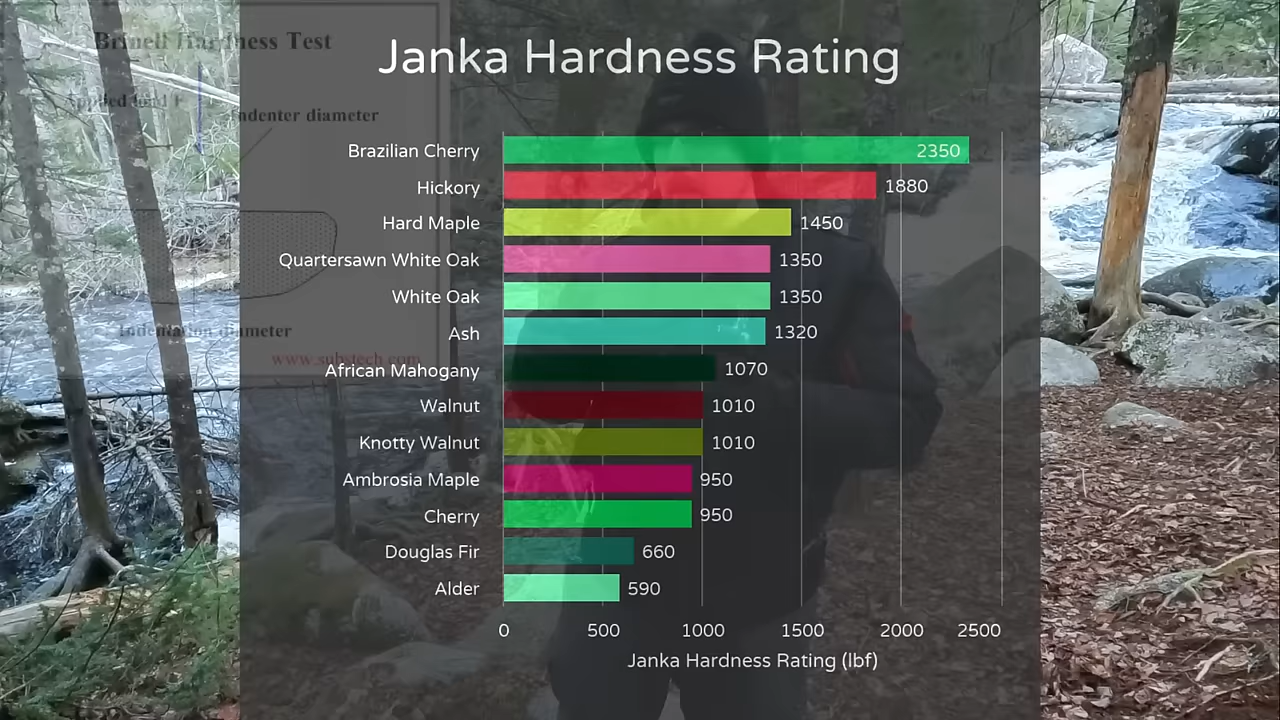 Brinell Hardness Test
Janka Hardness Rating
Applied load F
Indenter diameter
Brazilian Cherry 2350
Hickory 1880
Hard Maple 1450
Quartersawn White Oak 1350
White Oak 1350
Indentation diameter
Ash 1320
www.substech.com
African Mahogany 1070
Walnut 1010
Knotty Walnut 1010
Ambrosia Maple 950
Cherry 950
Douglas Fir 660
Alder 590
0 500 1000 1500 2000 2500
Janka Hardness Rating (lbf)